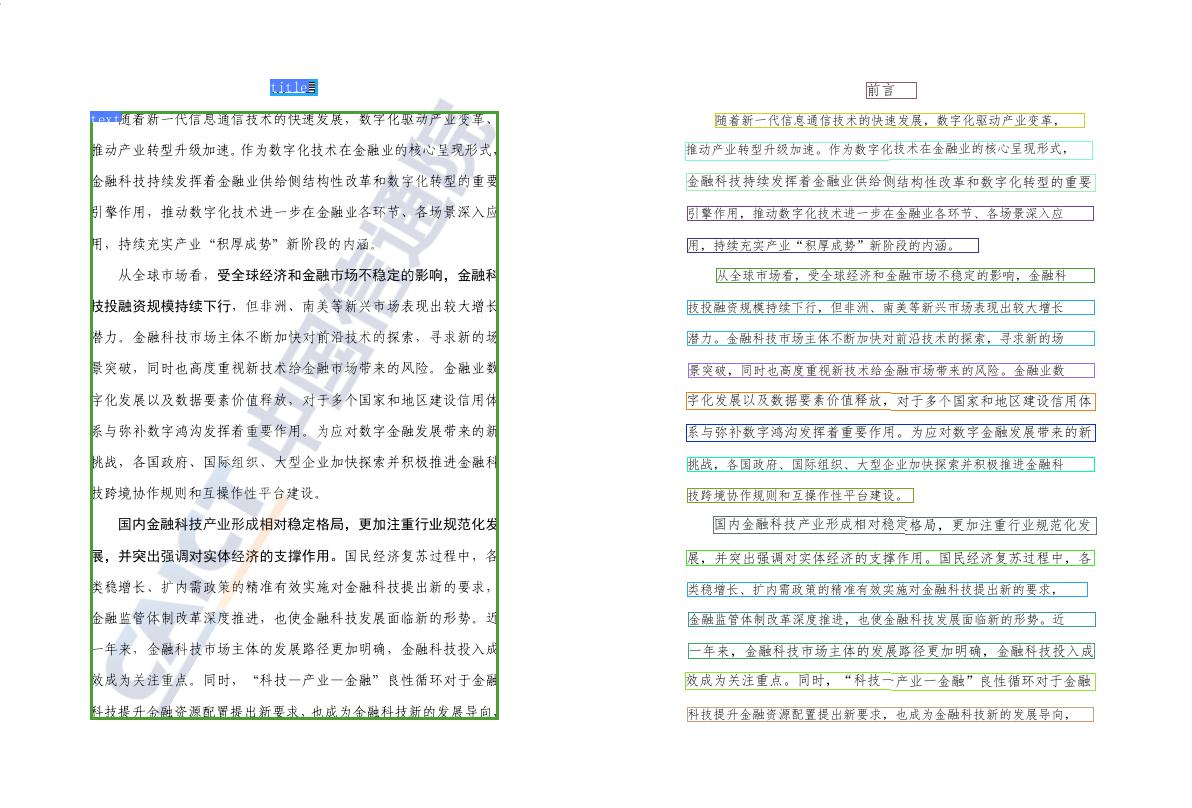 title
text随着新一代信息通信技术的快速发展，数字化驱动产业变革、
推动产业转型升级加速。作为数字化技术在金融业的核心呈现形式，
金融科技持续发挥着金融业供给侧结构性改革和数字化转型的重要
引擎作用，推动数字化技术进一步在金融业各环节、各场景深入应
用，持续充实产业“积厚成势”新阶段的内涵。
从全球市场看，受全球经济和金融市场不稳定的影响，金融科
技投融资规模持续下行，但非洲、南美等新兴市场表现出较大增长
潜力。金融科技市场主体不断加快对前沿技术的探索，寻求新的场
景突破，同时也高度重视新技术给金融市场带来的风险。金融业数
字化发展以及数据要素价值释放，对于多个国家和地区建设信用体
系与弥补数字鸿沟发挥着重要作用。为应对数字金融发展带来的新
挑战，各国政府、国际组织、大型企业加快探索并积极推进金融科
技跨境协作规则和互操作性平台建设。
国内金融科技产业形成相对稳定格局，更加注重行业规范化发
展，并突出强调对实体经济的支撑作用。国民经济复苏过程中，各
类稳增长、扩内需政策的精准有效实施对金融科技提出新的要求，
金融监管体制改革深度推进，也使金融科技发展面临新的形势。近
一年来，金融科技市场主体的发展路径更加明确，金融科技投入成
效成为关注重点。同时，“科技—产业—金融”良性循环对于金融
科技提升金融资源配置提出新要求，也成为金融科技新的发展导向，
CAICT 中国信通院
前言
随着新一代信息通信技术的快速发展，数字化驱动产业变革，
推动产业转型升级加速。作为数字化技术在金融业的核心呈现形式，
金融科技持续发挥着金融业供给侧结构性改革和数字化转型的重要
引擎作用，推动数字化技术进一步在金融业各环节、各场景深入应
用，持续充实产业“积厚成势”新阶段的内涵。
从全球市场看，受全球经济和金融市场不稳定的影响，金融科
技投融资规模持续下行，但非洲、南美等新兴市场表现出较大增长
潜力。金融科技市场主体不断加快对前沿技术的探索，寻求新的场
景突破，同时也高度重视新技术给金融市场带来的风险。金融业数
字化发展以及数据要素价值释放，对于多个国家和地区建设信用体
系与弥补数字鸿沟发挥着重要作用。为应对数字金融发展带来的新
挑战，各国政府、国际组织、大型企业加快探索并积极推进金融科
技跨境协作规则和互操作性平台建设。
国内金融科技产业形成相对稳定格局，更加注重行业规范化发
展，并突出强调对实体经济的支撑作用。国民经济复苏过程中，各
类稳增长、扩内需政策的精准有效实施对金融科技提出新的要求，
金融监管体制改革深度推进，也使金融科技发展面临新的形势。近
一年来，金融科技市场主体的发展路径更加明确，金融科技投入成
效成为关注重点。同时，“科技一产业一金融”良性循环对于金融
科技提升金融资源配置提出新要求，也成为金融科技新的发展导向，